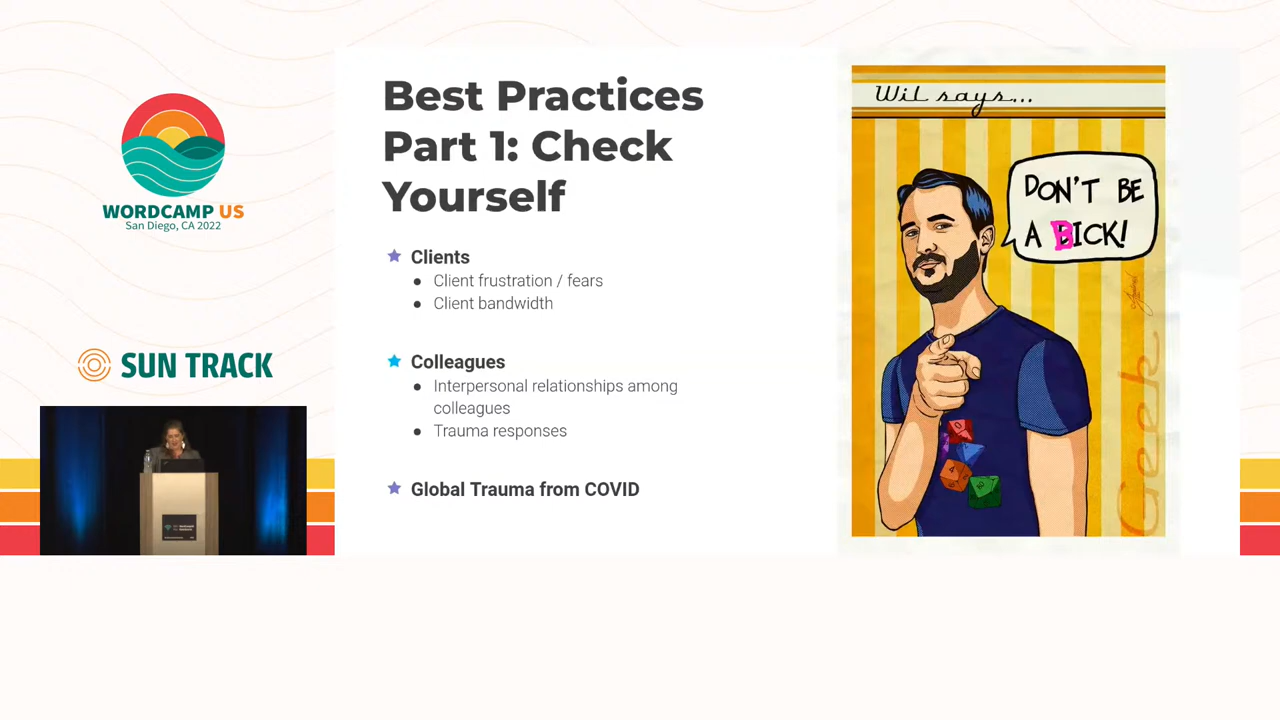 WORDCAMP US
San Diego, CA 2022
SUN TRACK
Best Practices
Part 1: Check
Yourself
Clients
Client frustration / fears
Client bandwidth
Colleagues
Interpersonal relationships among
colleagues
Trauma responses
Global Trauma from COVID
Wil says...
DON'T BE
A BICK!
Geek